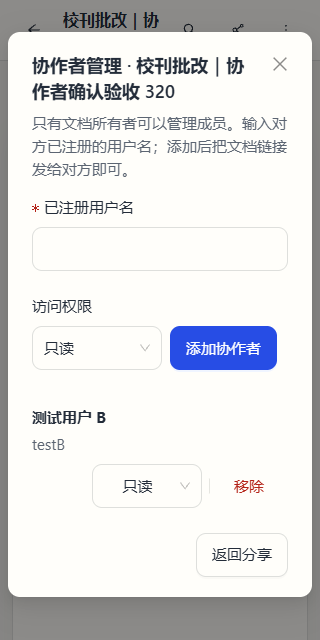 校刊批改 | 协
协作者管理 · 校刊批改 | 协
作者确认验收 320
只有文档所有者可以管理成员。输入对
方已注册的用户名；添加后把文档链接
发给对方即可。
* 已注册用户名
访问权限
只读 添加协作者
测试用户 B
testB
只读 移除
返回分享